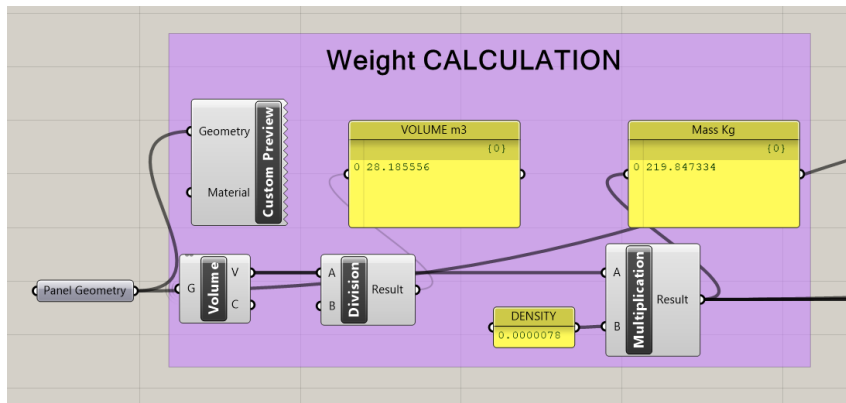 Weight CALCULATION
Geometry
Material
Custom Preview
VOLUME m3
{0}
0 28.185556
Mass Kg
{0}
0 219.847334
Panel Geometry
G
Volume
V
C
A
B
Division
Result
DENSITY
0.0000078
A
B
Multiplication
Result